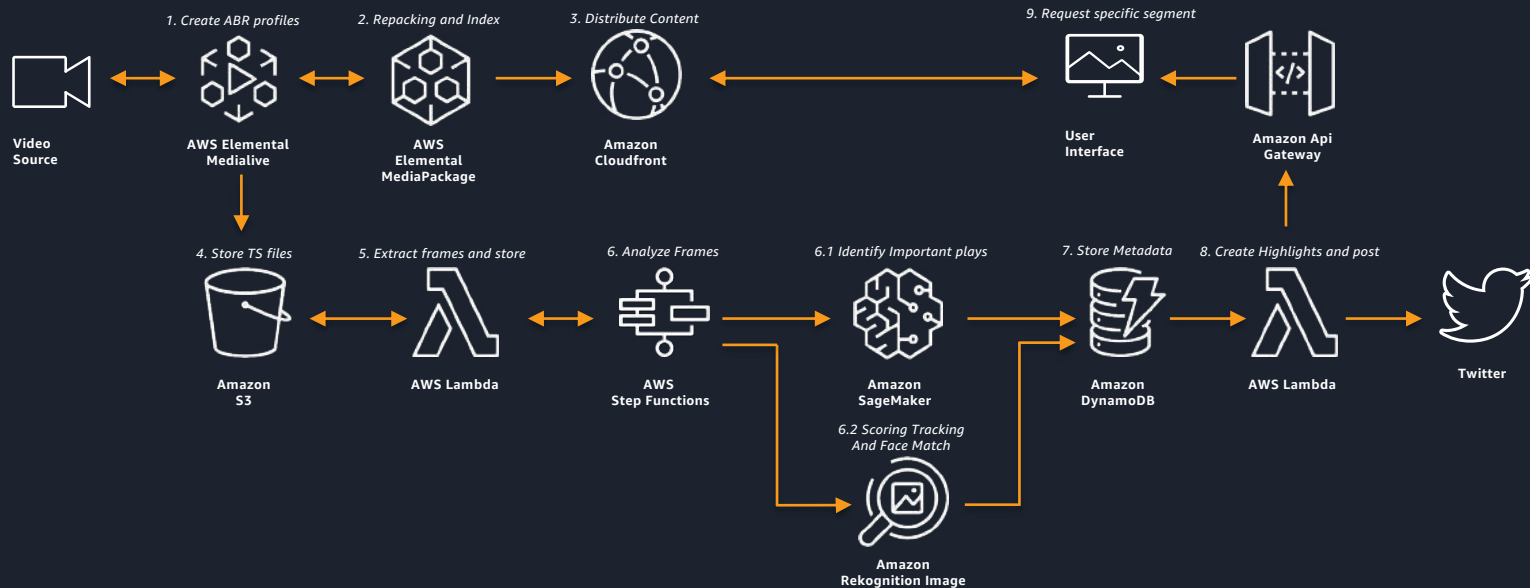 1. Create ABR profiles
2. Repacking and Index
3. Distribute Content
9. Request specific segment
</>
Video
Source
AWS Elemental
Medialive
AWS
Elemental
MediaPackage
Amazon
Cloudfront
User
Interface
Amazon Api
Gateway
4. Store TS files
5. Extract frames and store
6. Analyze Frames
6.1 Identify Important plays
7. Store Metadata
8. Create Highlights and post
Amazon
S3
AWS Lambda
AWS
Step Functions
Amazon
SageMaker
Amazon
DynamoDB
AWS Lambda
Twitter
6.2 Scoring Tracking
And Face Match
Amazon
Rekognition Image